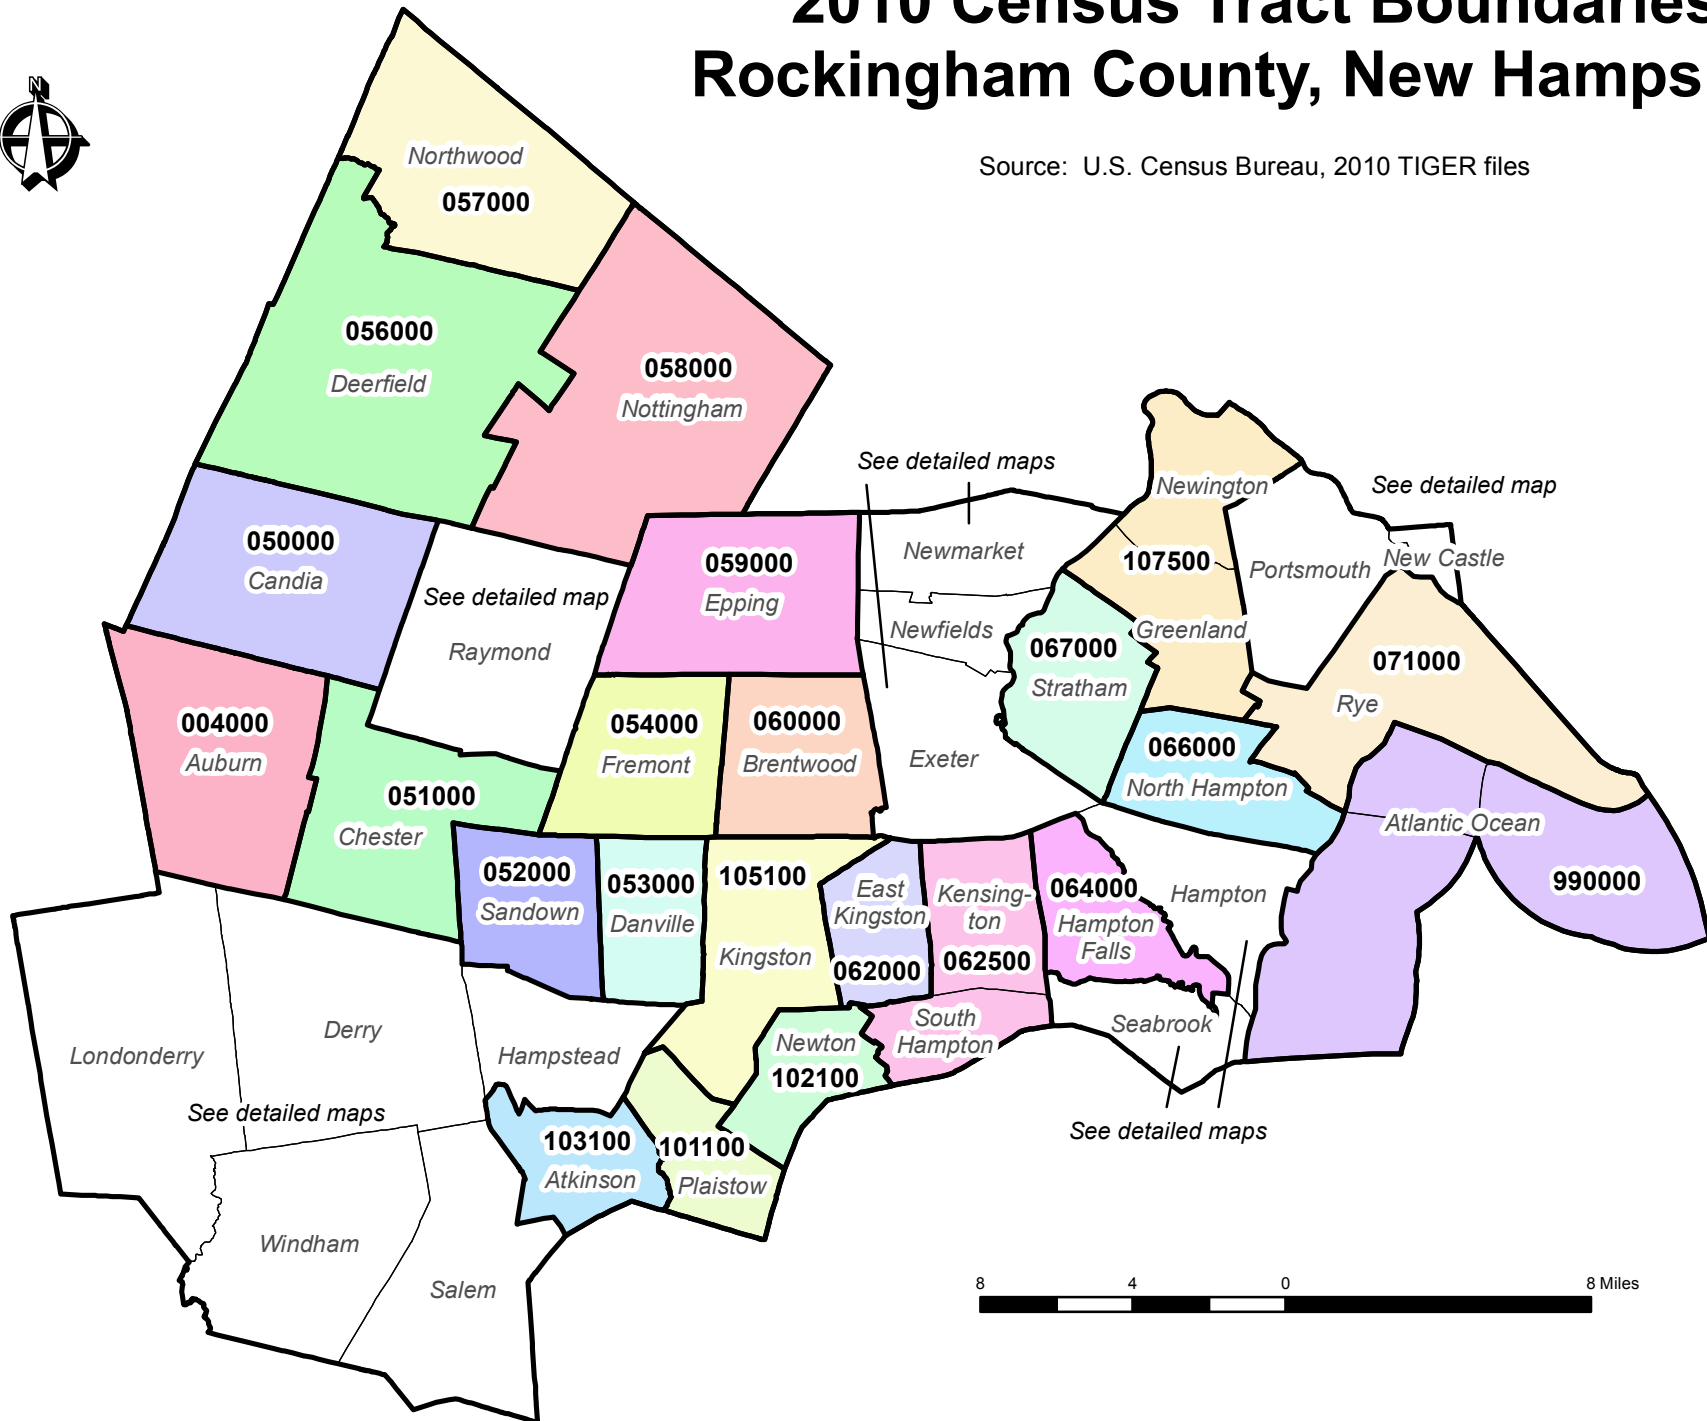 2010 Census Tract Boundaries
Rockingham County, New Hamps
Source: U.S. Census Bureau, 2010 TIGER files
N
Northwood
057000
056000
Deerfield
058000
Nottingham
See detailed maps
Newington
See detailed map
050000
Candia
See detailed map
Raymond
059000
Epping
Newmarket
Newfields
107500
Portsmouth
New Castle
Greenland
067000
Stratham
071000
Rye
004000
Auburn
054000
Fremont
060000
Brentwood
Exeter
066000
North Hampton
051000
Chester
Atlantic Ocean
990000
052000
Sandown
053000
Danville
105100
Kingston
East
Kingston
062000
Kensing-
ton
062500
064000
Hampton
Falls
Hampton
South
Hampton
Seabrook
Londonderry
Derry
Hampstead
Newton
102100
See detailed maps
See detailed maps
103100
Atkinson
101100
Plaistow
Windham
Salem
8 4 0 8 Miles